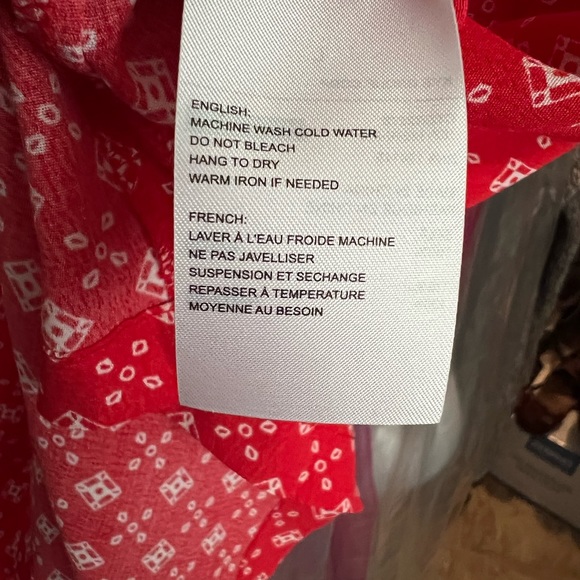 ENGLISH:
MACHINE WASH COLD WATER
DO NOT BLEACH
HANG TO DRY
WARM IRON IF NEEDED
FRENCH:
LAVER À L'EAU FROIDE MACHINE
NE PAS JAVELLISER
SUSPENSION ET SECHANGE
REPASSER À TEMPERATURE
MOYENNE AU BESOIN